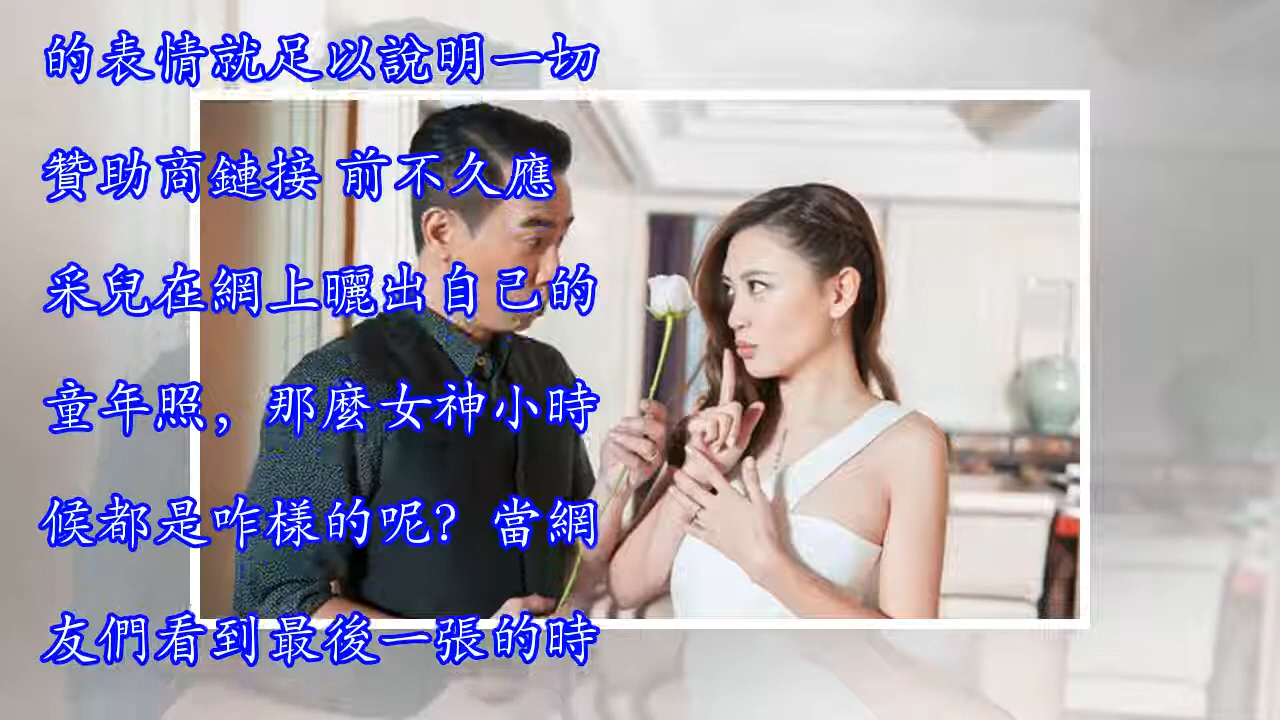 的表情就足以說明一切
贊助商鏈接 前不久應
采兒在網上曬出自己的
童年照，那麼女神小時
候都是咋樣的呢？當網
友們看到最後一張的時